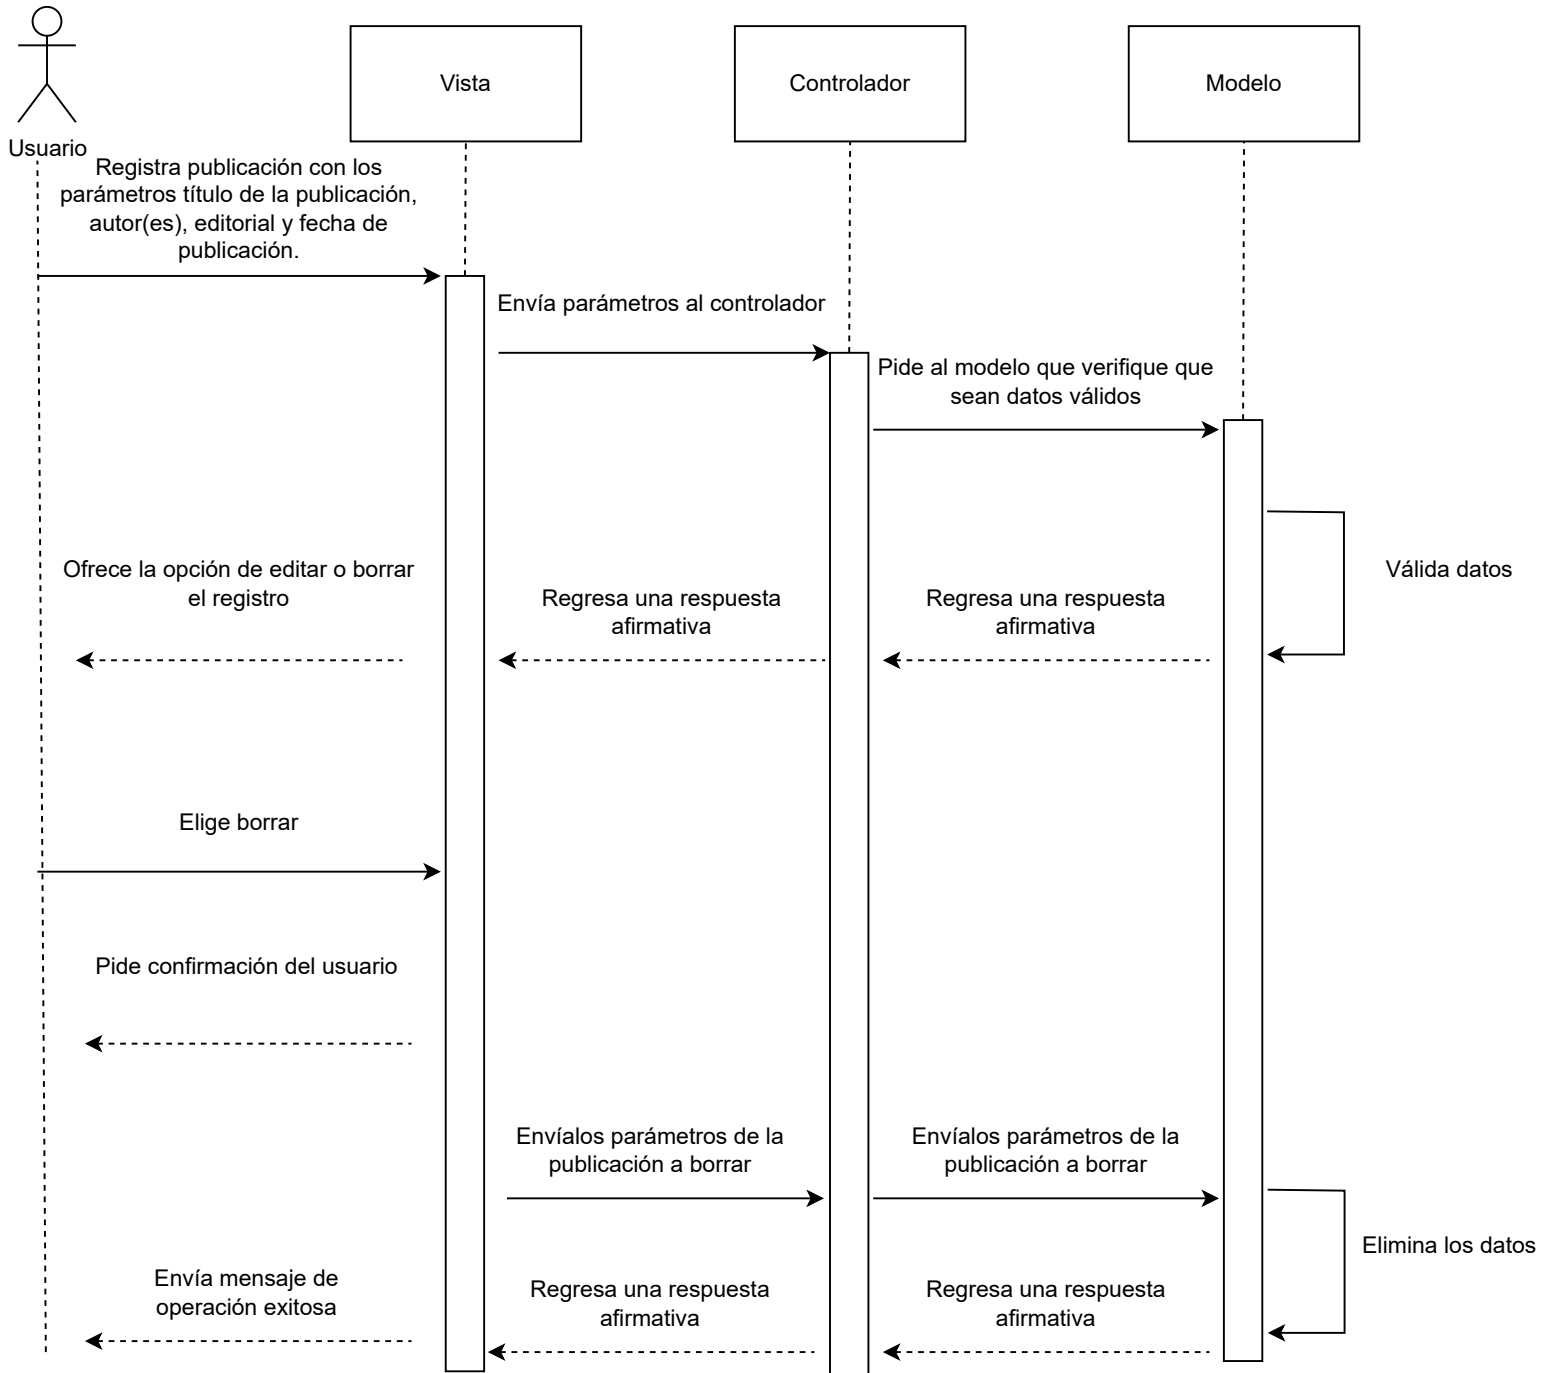 Usuario
Vista
Controlador
Modelo
Registra publicación con los
parámetros título de la publicación,
autor(es), editorial y fecha de
publicación.
Envía parámetros al controlador
Pide al modelo que verifique que
sean datos válidos
Válida datos
Regresa una respuesta
afirmativa
Regresa una respuesta
afirmativa
Ofrece la opción de editar o borrar
el registro
Elige borrar
Pide confirmación del usuario
Envíalos parámetros de la
publicación a borrar
Envíalos parámetros de la
publicación a borrar
Elimina los datos
Regresa una respuesta
afirmativa
Regresa una respuesta
afirmativa
Envía mensaje de
operación exitosa